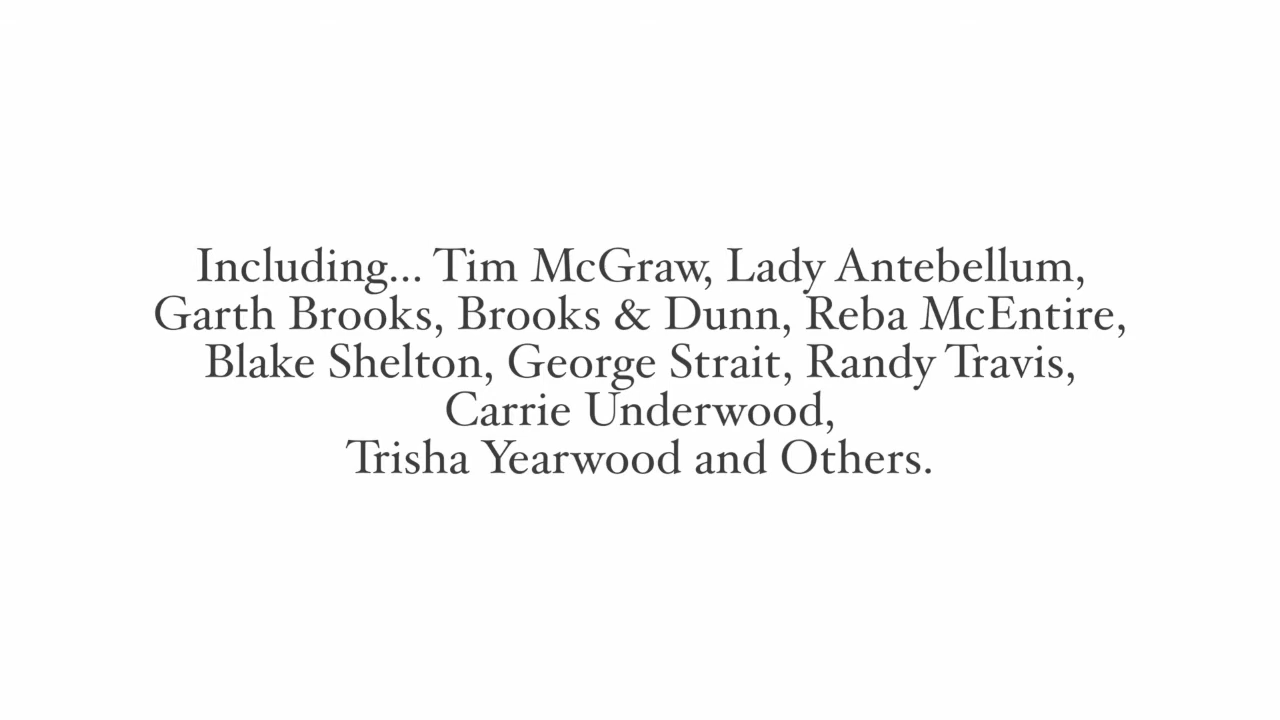 Including... Tim McGraw, Lady Antebellum,
Garth Brooks, Brooks & Dunn, Reba McEntire,
Blake Shelton, George Strait, Randy Travis,
Carrie Underwood,
Trisha Yearwood and Others.